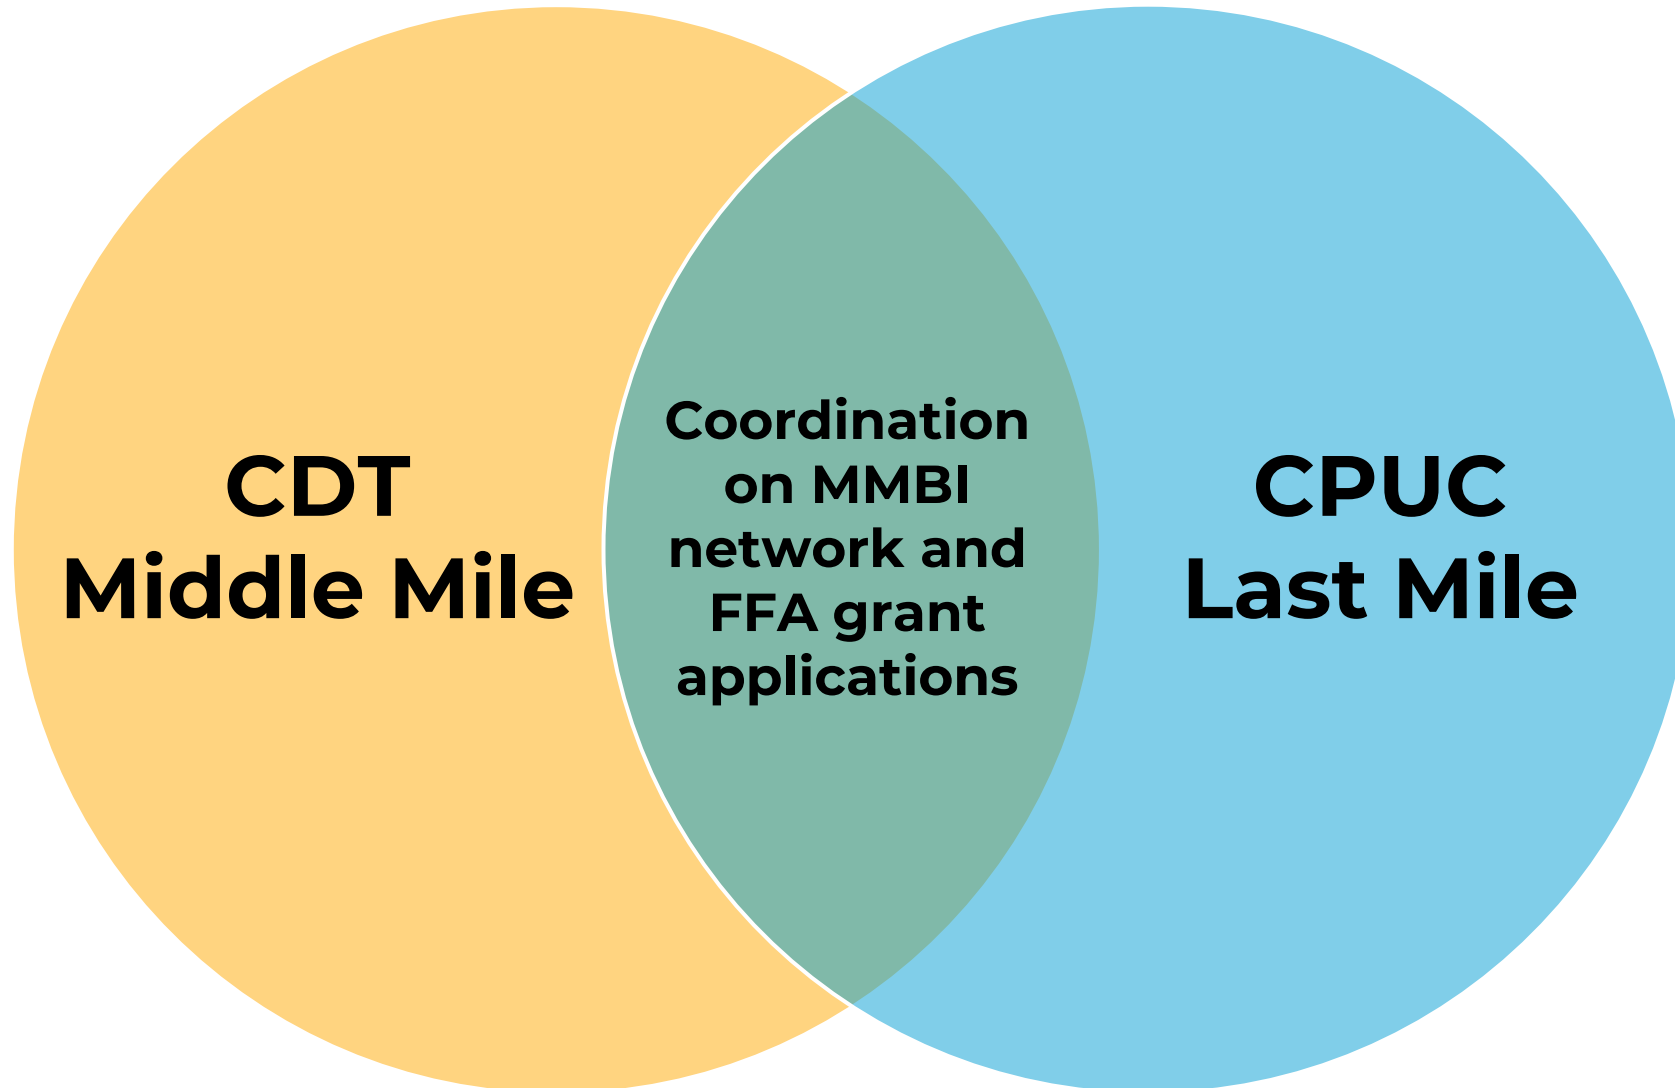 CDT
Middle Mile
Coordination
on MMBI
network and
FFA grant
applications
CPUC
Last Mile